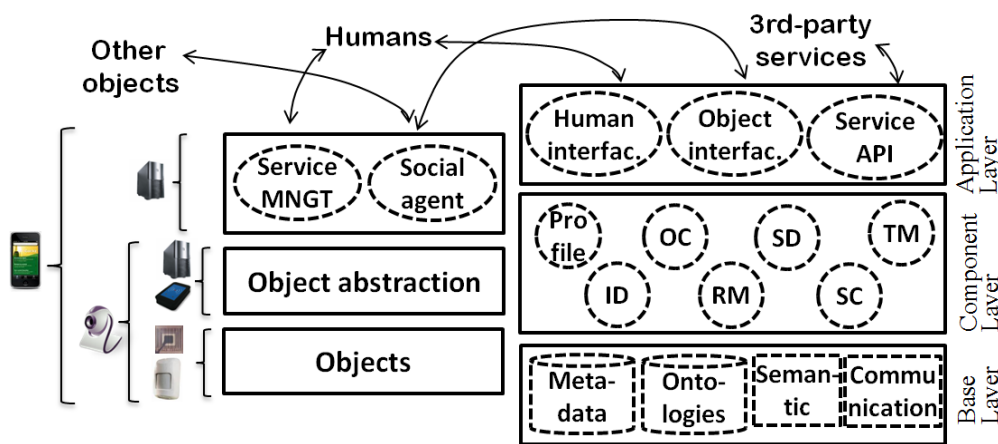 Other
objects
Humans
3rd-party
services
Human
interfac.
Object
interfac.
Service
API
Application
Layer
Service
MNGT
Social
agent
Pro
file
OC
SD
TM
ID
RM
SC
Component
Layer
Object abstraction
Objects
Meta-
data
Onto-
logies
Seman-
tic
Commu
nication
Base
Layer